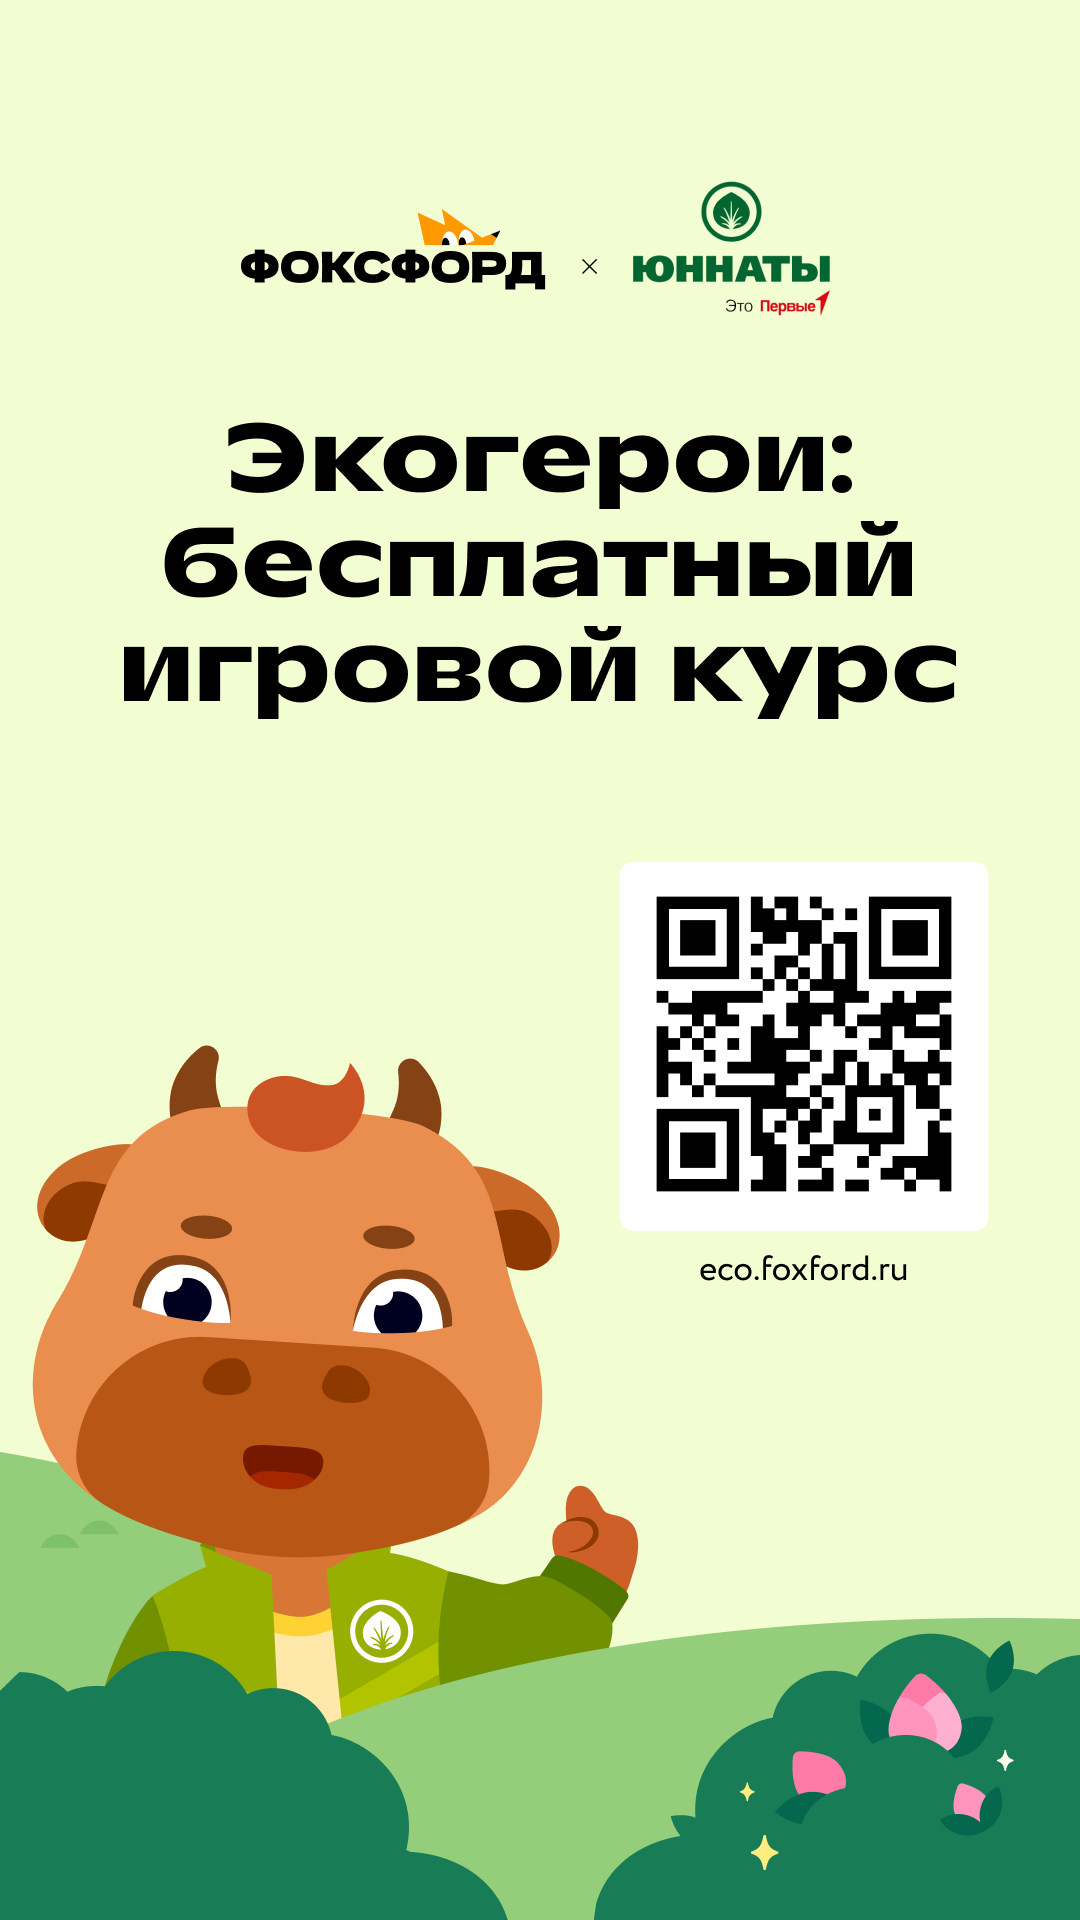 ФОКСФОРД × ЮННАТЫ
Это Первые
Экогерои:
бесплатный
игровой курс
eco.foxford.ru